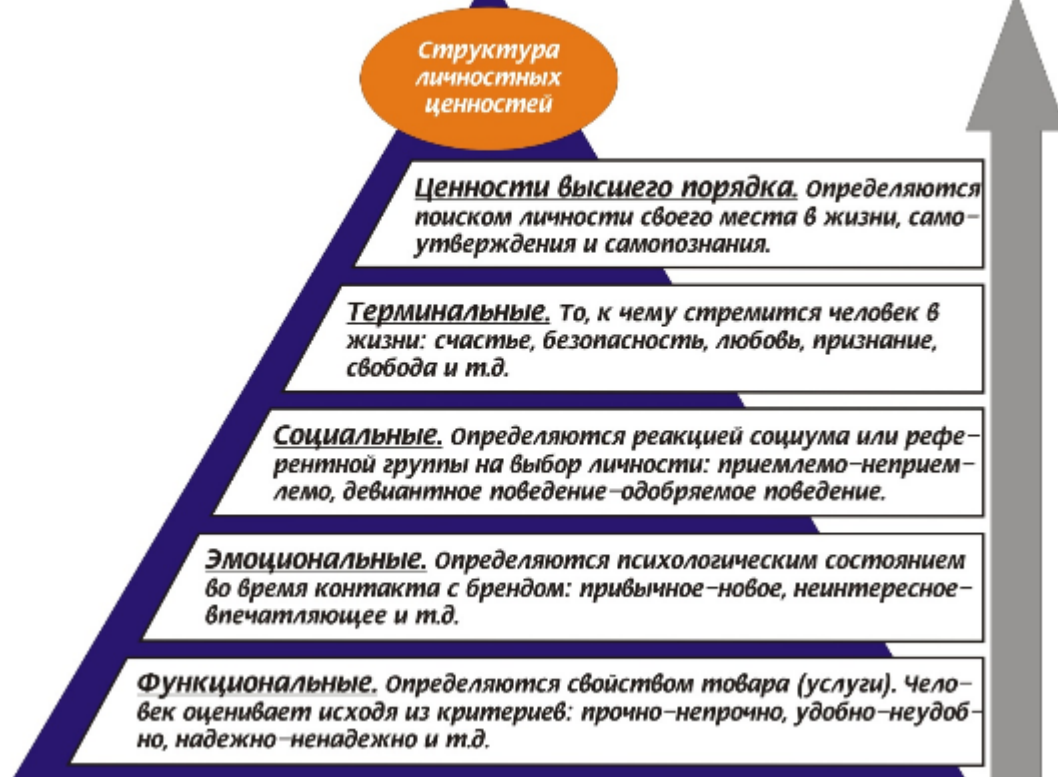 Структура
личностных
ценностей
Ценности высшего порядка. Определяются
поиском личности своего места в жизни, само-
утверждения и самопознания.
Терминальные. То, к чему стремится человек в
жизни: счастье, безопасность, любовь, признание,
свобода и т.д.
Социальные. Определяются реакцией социума или рефе-
рентной группы на выбор личности: приемлемо-неприем-
лемо, девиантное поведение-одобряемое поведение.
Эмоциональные. Определяются психологическим состоянием
во время контакта с брендом: привычное-новое, неинтересное-
впечатляющее и т.д.
Функциональные. Определяются свойством товара (услуги). Чело-
век оценивает исходя из критериев: прочно-непрочно, удобно-неудоб-
но, надежно-ненадежно и т.д.